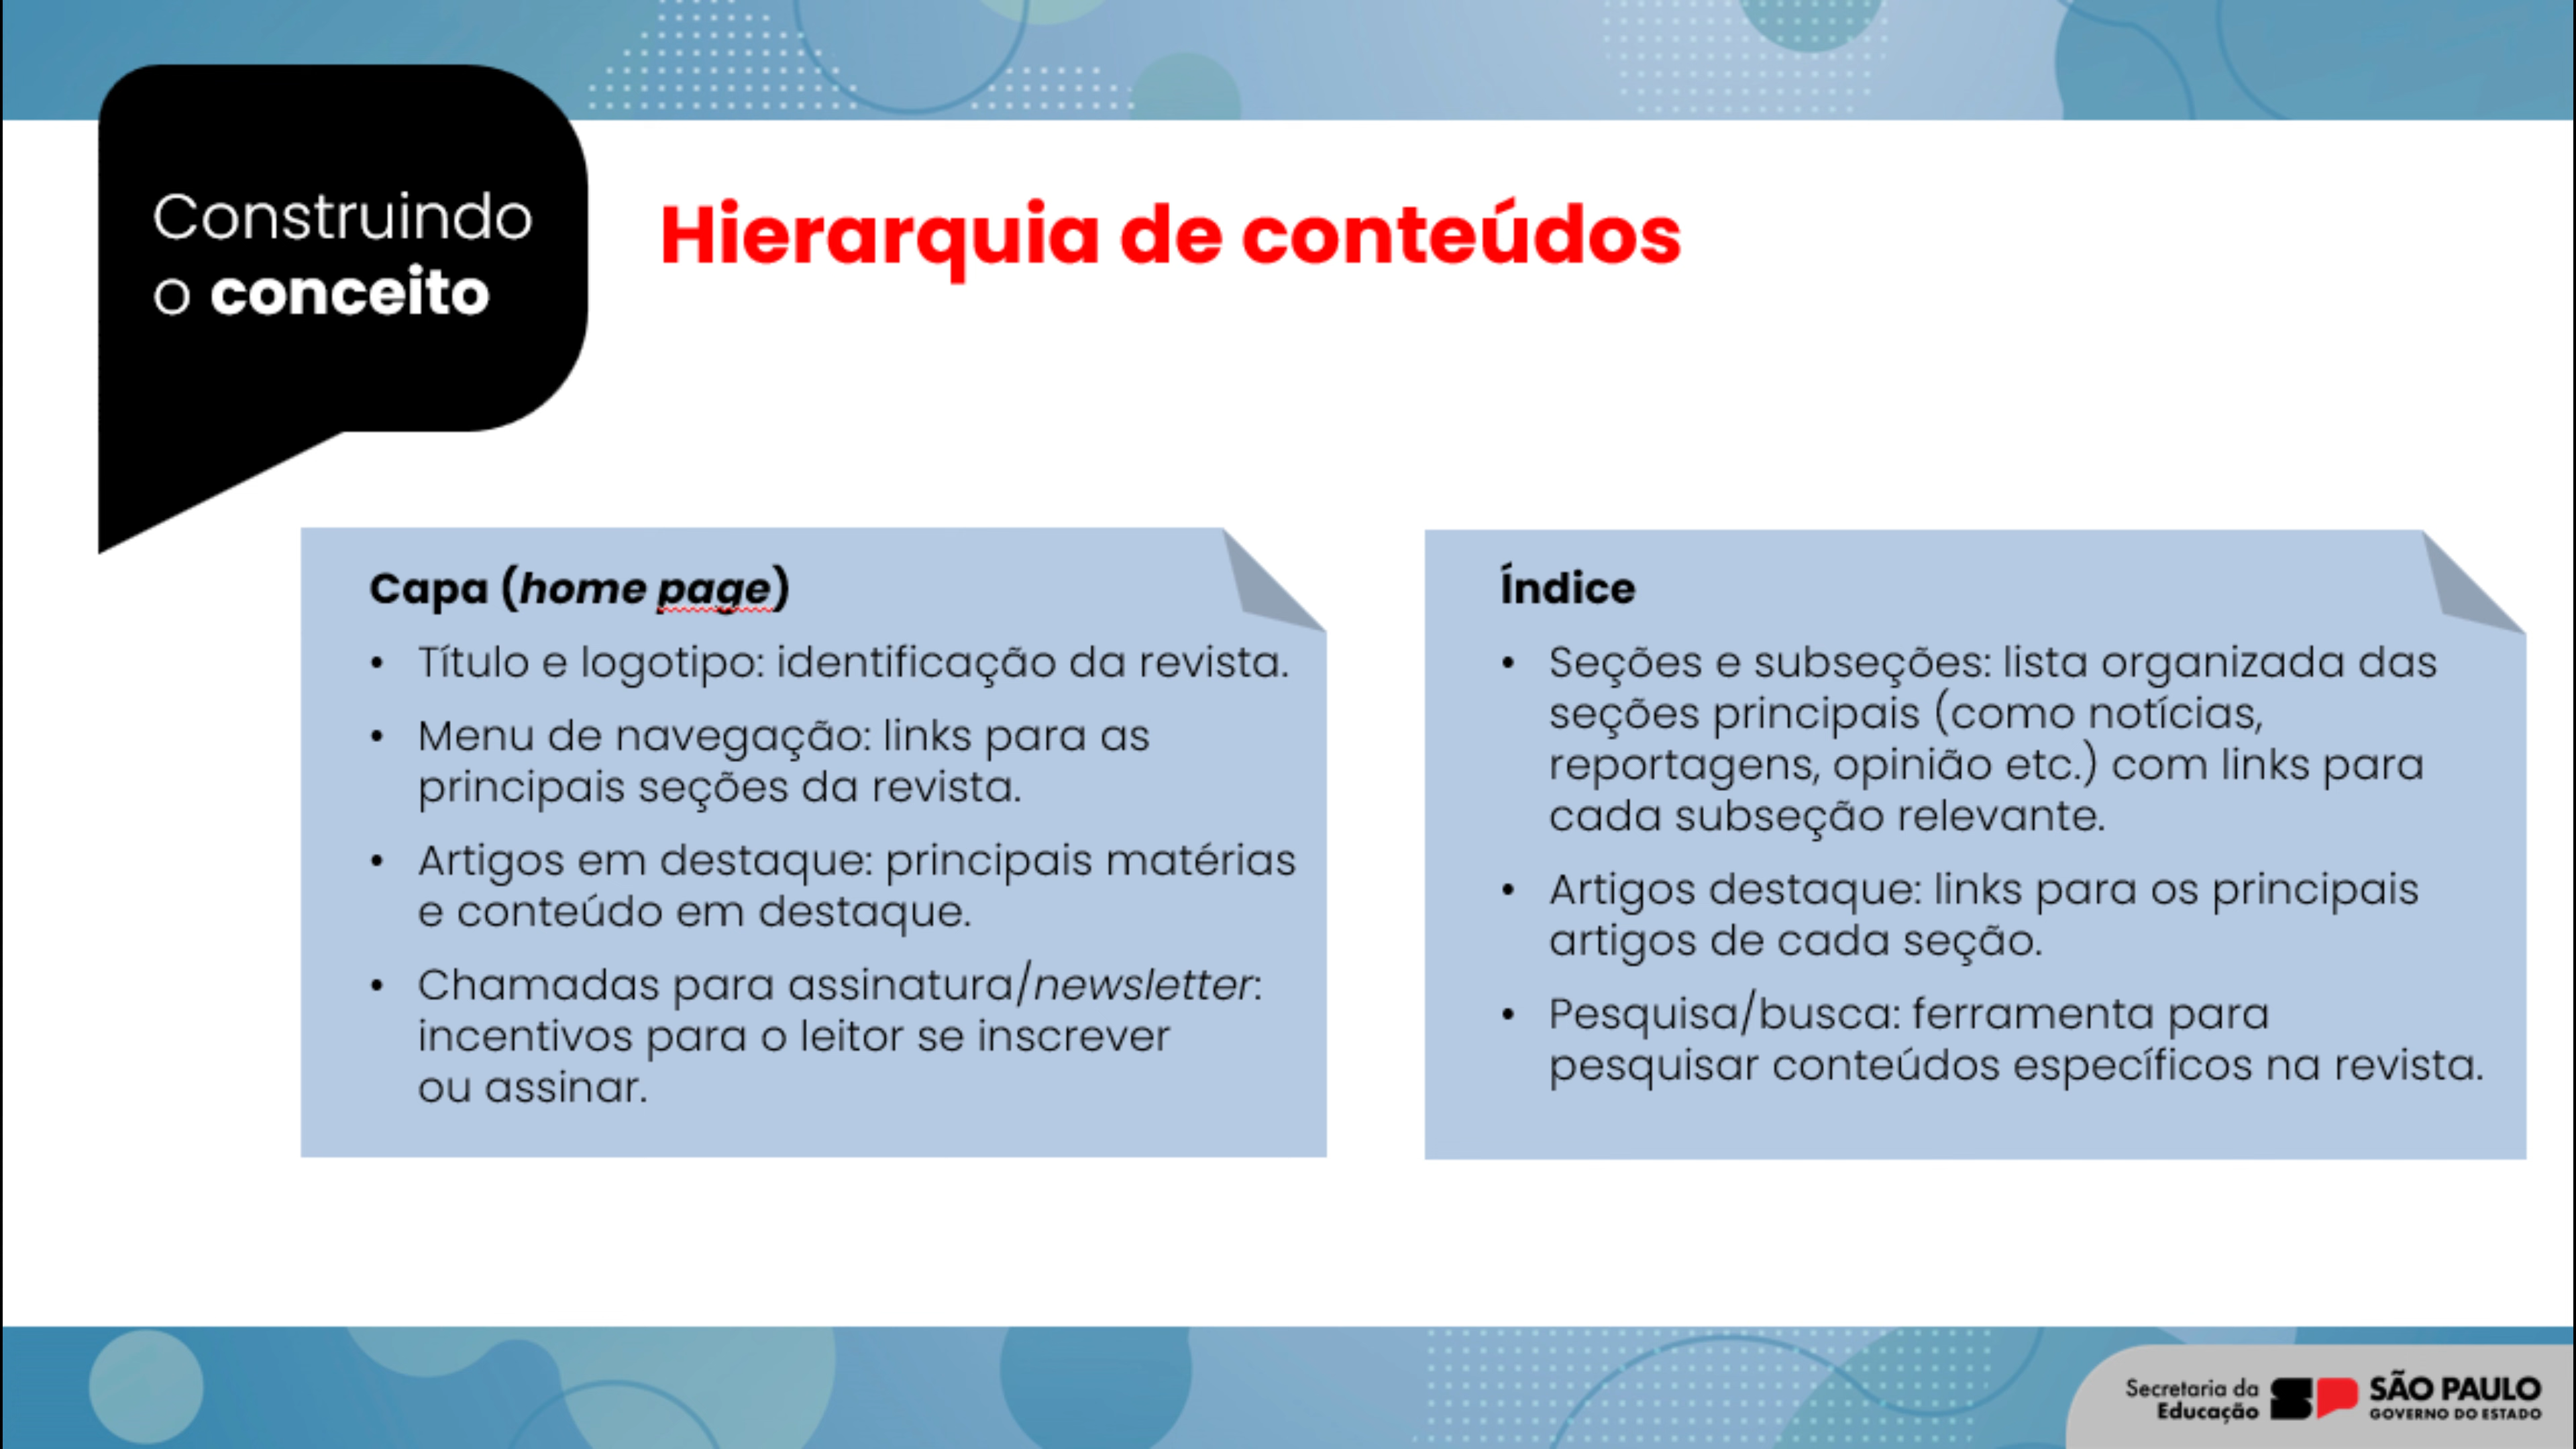 Construindo
o conceito
Hierarquia de conteúdos
Capa (home page)
• Título e logotipo: identificação da revista.
• Menu de navegação: links para as
principais seções da revista.
• Artigos em destaque: principais matérias
e conteúdo em destaque.
• Chamadas para assinatura/newsletter:
incentivos para o leitor se inscrever
ou assinar.
Índice
• Seções e subseções: lista organizada das
seções principais (como notícias,
reportagens, opinião etc.) com links para
cada subseção relevante.
• Artigos destaque: links para os principais
artigos de cada seção.
• Pesquisa/busca: ferramenta para
pesquisar conteúdos específicos na revista.
Secretaria da
Educação
SP
SÃO PAULO
GOVERNO DO ESTADO